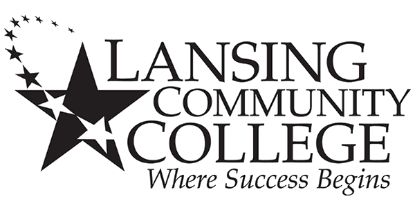 LANSING
COMMUNITY
COLLEGE
Where Success Begins